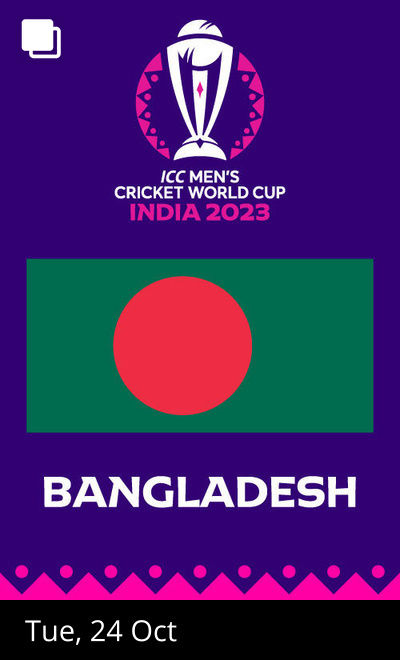 ICC MEN'S
CRICKET WORLD CUP
INDIA 2023
BANGLADESH
Tue, 24 Oct